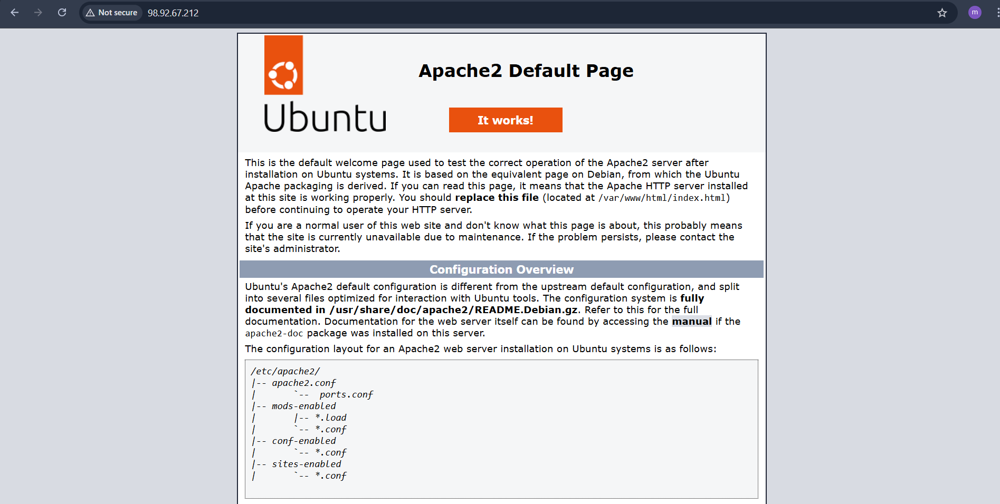 Not secure
98.92.67.212
m
Apache2 Default Page
Ubuntu
It works!
This is the default welcome page used to test the correct operation of the Apache2 server after
installation on Ubuntu systems. It is based on the equivalent page on Debian, from which the Ubuntu
Apache packaging is derived. If you can read this page, it means that the Apache HTTP server installed
at this site is working properly. You should replace this file (located at /var/www/html/index.html)
before continuing to operate your HTTP server.
If you are a normal user of this web site and don't know what this page is about, this probably means
that the site is currently unavailable due to maintenance. If the problem persists, please contact the
site's administrator.
Configuration Overview
Ubuntu's Apache2 default configuration is different from the upstream default configuration, and split
into several files optimized for interaction with Ubuntu tools. The configuration system is fully
documented in /usr/share/doc/apache2/README.Debian.gz. Refer to this for the full
documentation. Documentation for the web server itself can be found by accessing the manual if the
apache2-doc package was installed on this server.
The configuration layout for an Apache2 web server installation on Ubuntu systems is as follows:
/etc/apache2/
|-- apache2.conf
|       `--  ports.conf
|-- mods-enabled
|       |-- *.load
|       `-- *.conf
|-- conf-enabled
|       `-- *.conf
|-- sites-enabled
|       `-- *.conf